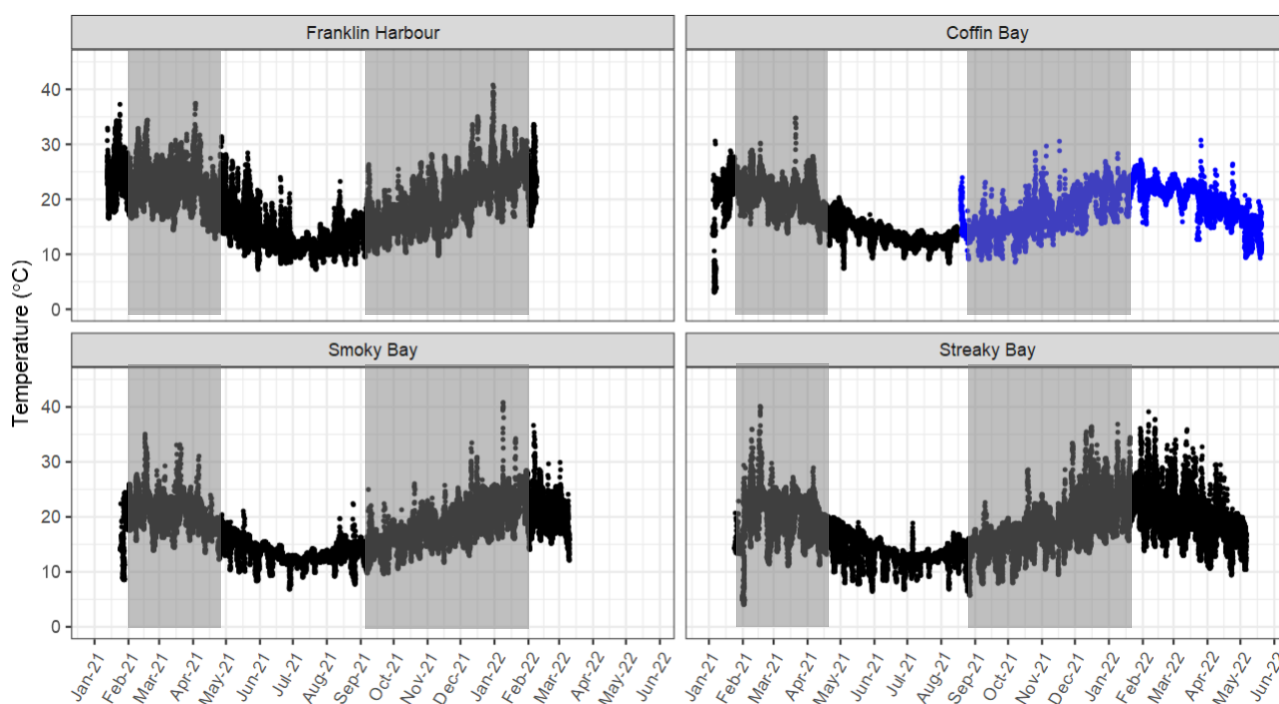 Franklin Harbour
Coffin Bay
40
30
20
10
0
Smoky Bay
Streaky Bay
40
30
20
10
0
Temperature (°C)
Jan-21 Feb-21 Mar-21 Apr-21 May-21 Jun-21 Jul-21 Aug-21 Sep-21 Oct-21 Nov-21 Dec-21 Jan-22 Feb-22 Mar-22 Apr-22 May-22 Jun-22
Jan-21 Feb-21 Mar-21 Apr-21 May-21 Jun-21 Jul-21 Aug-21 Sep-21 Oct-21 Nov-21 Dec-21 Jan-22 Feb-22 Mar-22 Apr-22 May-22 Jun-22